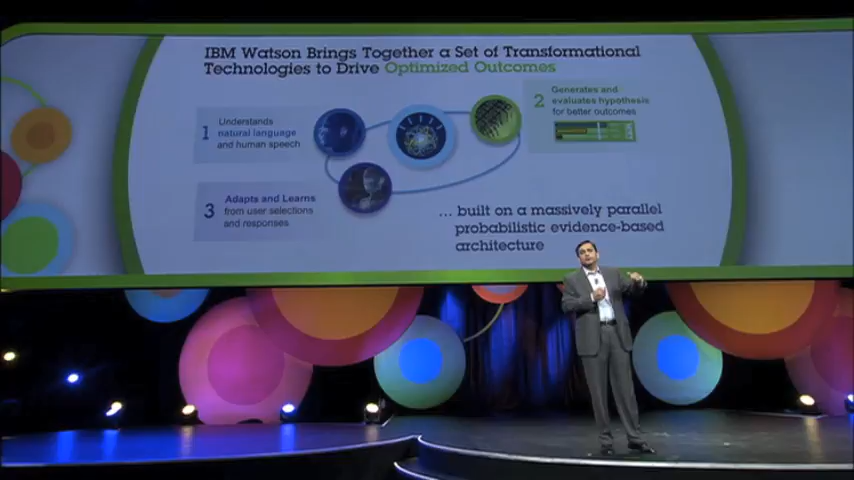 IBM Watson Brings Together a Set of Transformational
Technologies to Drive Optimized Outcomes
1
Understands
natural language
and human speech
2
Generates and
evaluates hypothesis
for better outcomes
3
Adapts and Learns
from user selections
and responses
... built on a massively parallel
probabilistic evidence-based
architecture